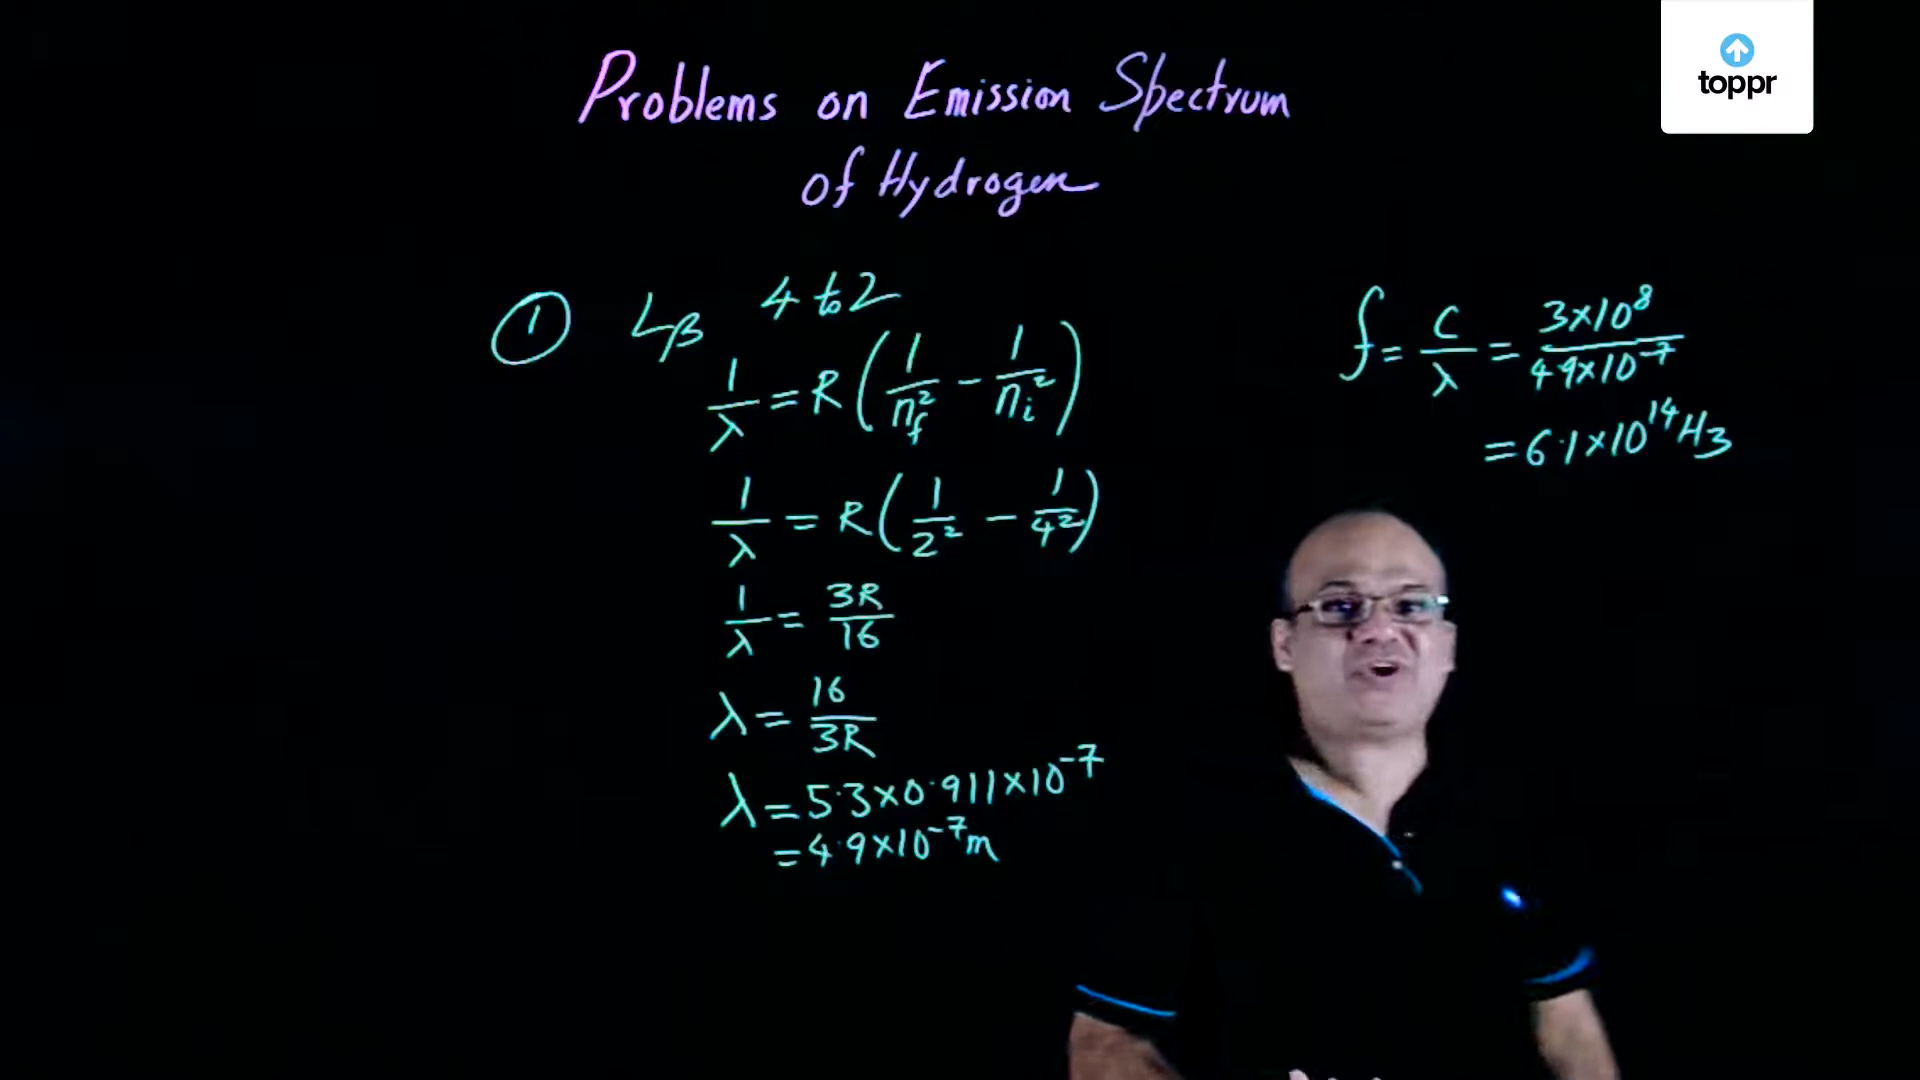 toppr
Problems on Emission Spectrum
of Hydrogen
① Lβ 4 to 2
1/λ = R(1/n_f² − 1/n_i²)
1/λ = R(1/2² − 1/4²)
1/λ = 3R/16
λ = 16/3R
λ = 5.3×0.911×10⁻⁷
= 4.9×10⁻⁷m
f = C/λ = 3×10⁸/4.9×10⁻⁷
= 6.1×10¹⁴Hz